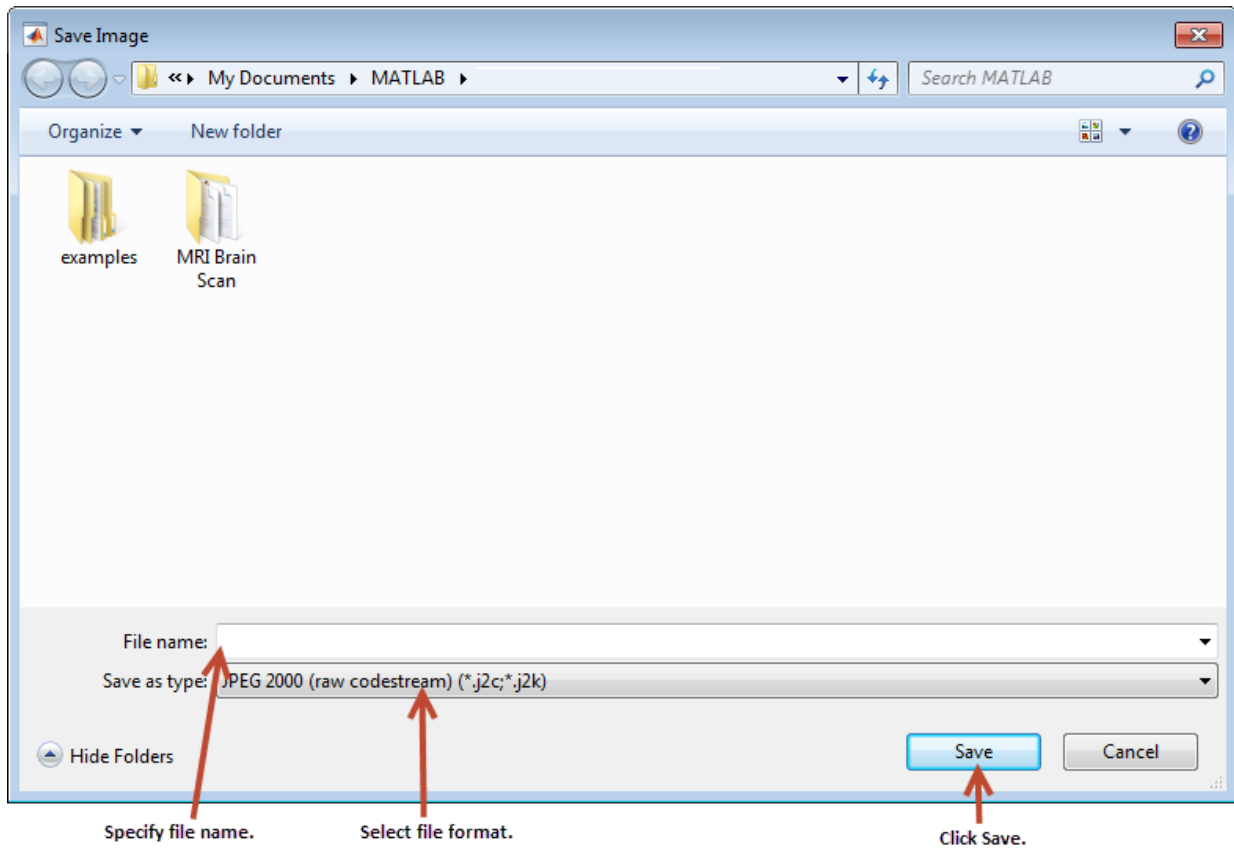 Save Image
« ▸ My Documents ▸ MATLAB ▸
Search MATLAB
Organize
New folder
examples
MRI Brain
Scan
File name:
Save as type: JPEG 2000 (raw codestream) (*.j2c;*.j2k)
Hide Folders
Save
Cancel
Specify file name.
Select file format.
Click Save.